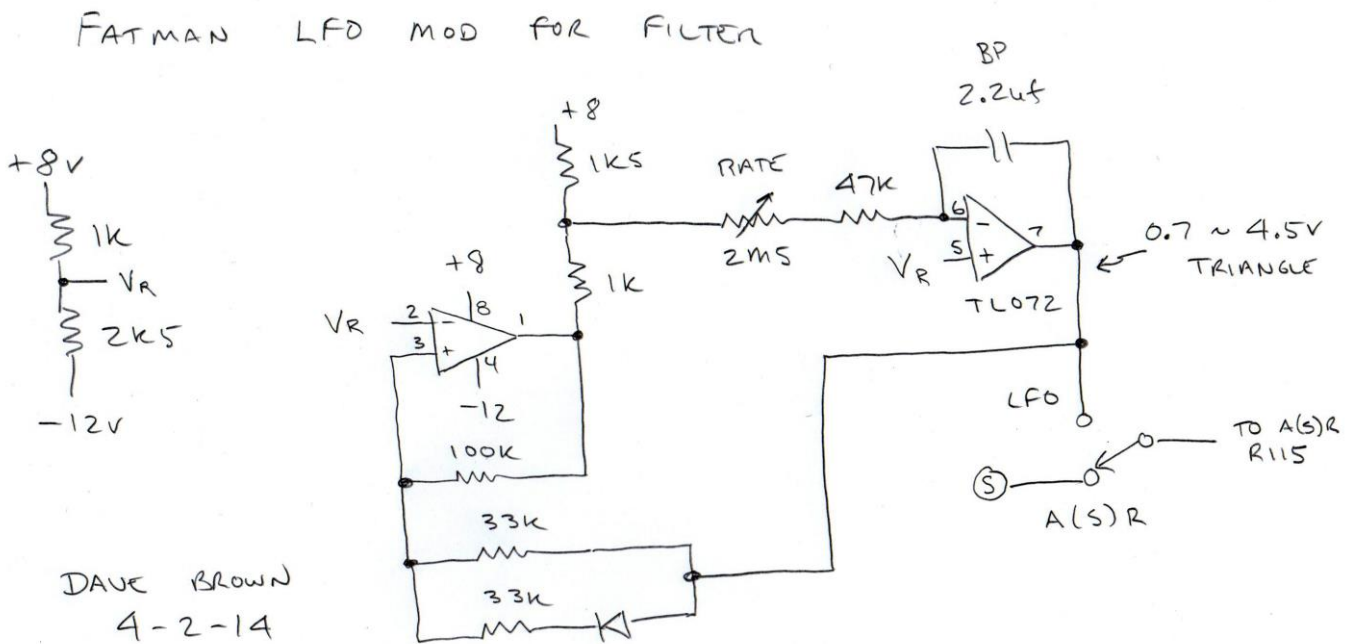 FATMAN LFO MOD FOR FILTER
BP
2.2uf
+8
+8V
1K5
RATE
47K
1K
6
-
7
0.7 ~ 4.5V
TRIANGLE
VR
2M5
VR
5
+
TL072
+8
1K
8
2K5
VR
2
-
1
3
+
4
-12
-12V
LFO
100K
TO A(S)R
R115
S
A(S)R
33K
33K
DAVE BROWN
4-2-14